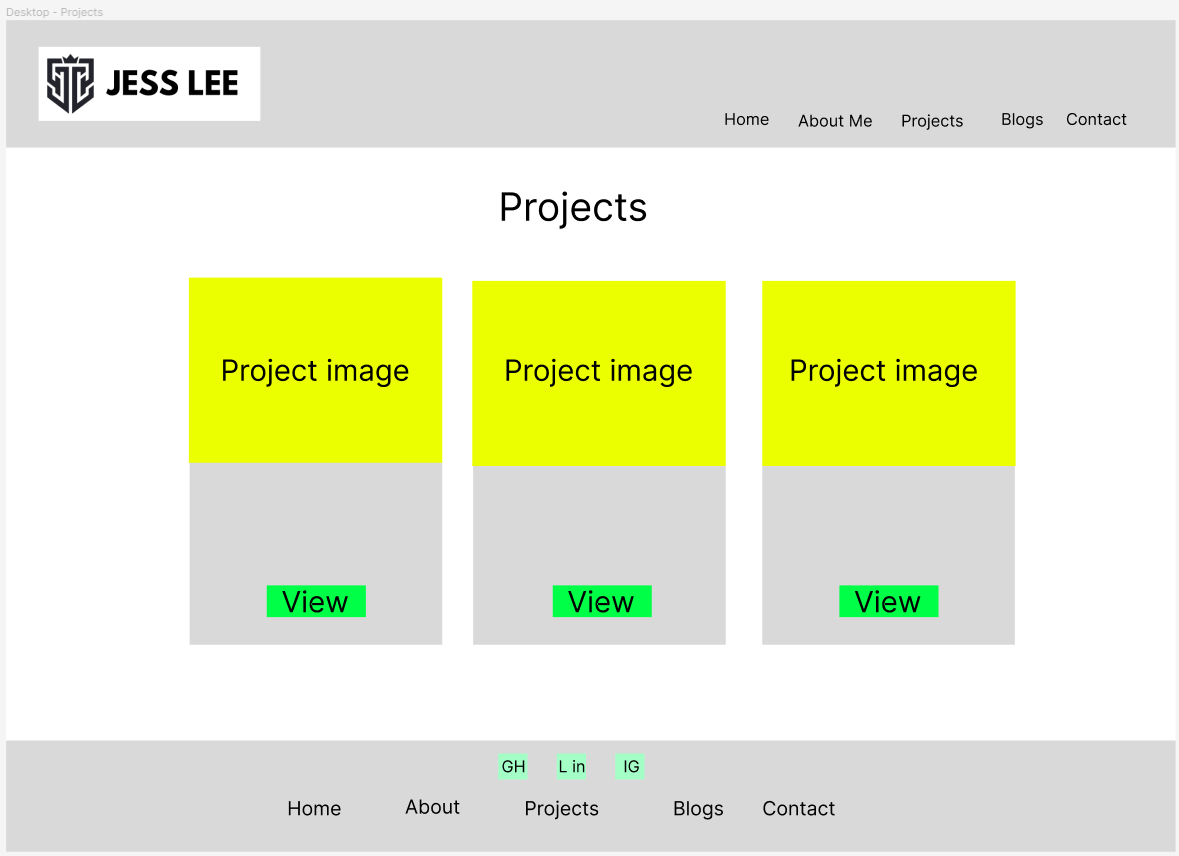 Desktop - Projects
JESS LEE
Home About Me Projects Blogs Contact
Projects
Project image Project image Project image
View View View
GH L in IG
Home About Projects Blogs Contact